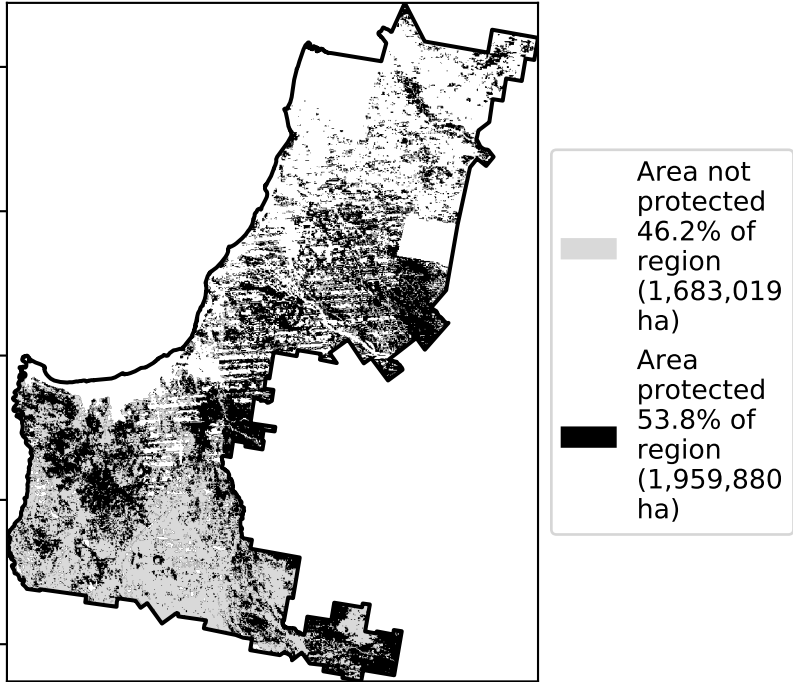 Area not
protected
46.2% of
region
(1,683,019
ha)
Area
protected
53.8% of
region
(1,959,880
ha)